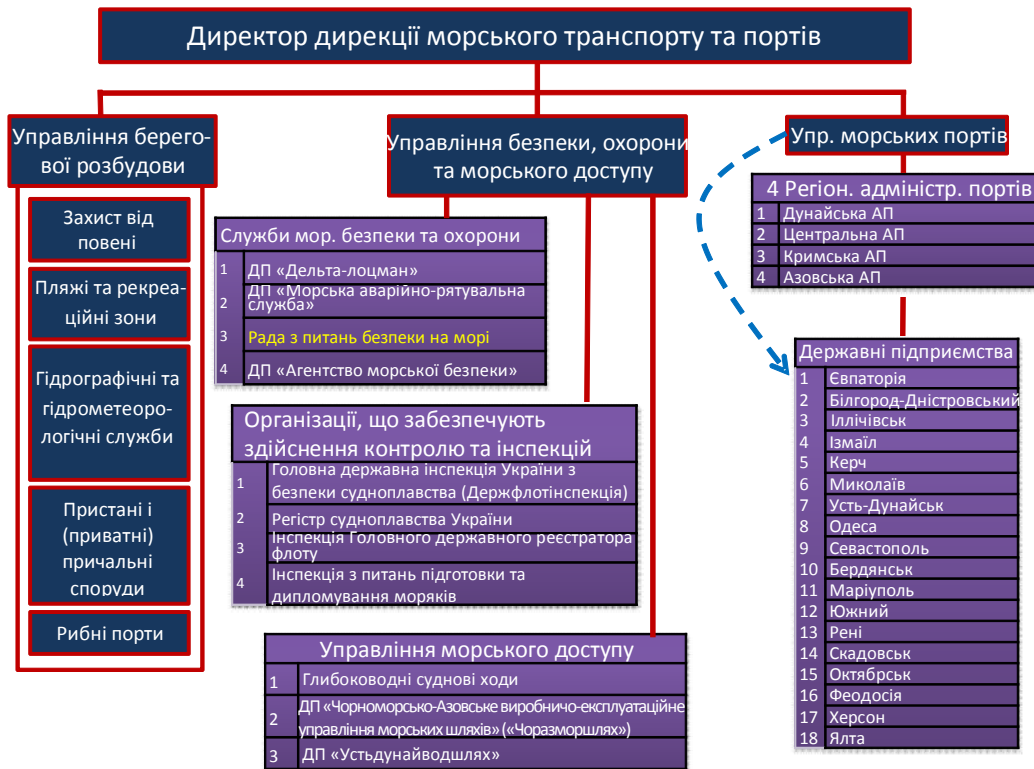 Директор дирекції морського транспорту та портів
Управління берего-
вої розбудови
Захист від
повені
Пляжі та рекреа-
ційні зони
Гідрографічні та
гідрометеоро-
логічні служби
Пристані і
(приватні)
причальні
споруди
Рибні порти
Управління безпеки, охорони
та морського доступу
Служби мор. безпеки та охорони
1 ДП «Дельта-лоцман»
2 ДП «Морська аварійно-рятувальна
служба»
3 Рада з питань безпеки на морі
4 ДП «Агентство морської безпеки»
Організації, що забезпечують
здійснення контролю та інспекцій
1 Головна державна інспекція України з
безпеки судноплавства (Держфлотінспекція)
2 Регістр судноплавства України
3 Інспекція Головного державного реєстратора
флоту
4 Інспекція з питань підготовки та
дипломування моряків
Управління морського доступу
1 Глибоководні суднові ходи
2 ДП «Чорноморсько-Азовське виробничо-експлуатаційне
управління морських шляхів» («Чоразморшлях»)
3 ДП «Устьдунайводшлях»
Упр. морських портів
4 Регіон. адміністр. портів
1 Дунайська АП
2 Центральна АП
3 Кримська АП
4 Азовська АП
Державні підприємства
1 Євпаторія
2 Білгород-Дністровський
3 Іллічівськ
4 Ізмаїл
5 Керч
6 Миколаїв
7 Усть-Дунайськ
8 Одеса
9 Севастополь
10 Бердянськ
11 Маріуполь
12 Южний
13 Рені
14 Скадовськ
15 Октябрськ
16 Феодосія
17 Херсон
18 Ялта